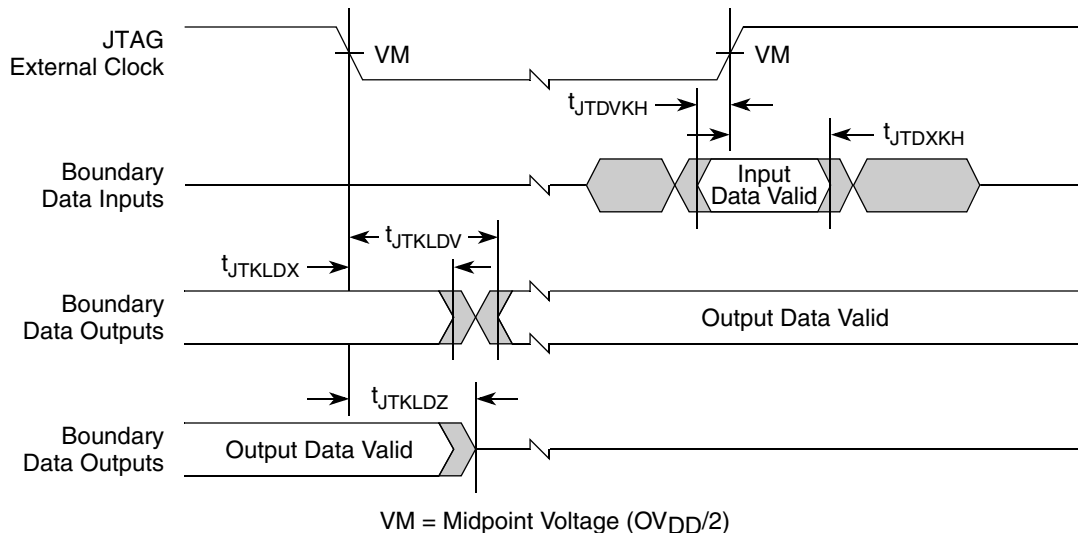 JTAG
External Clock
VM
VM
tJTDVKH
tJTDXKH
Boundary
Data Inputs
Input
Data Valid
tJTKLDV
tJTKLDX
Boundary
Data Outputs
Output Data Valid
tJTKLDZ
Boundary
Data Outputs
Output Data Valid
VM = Midpoint Voltage (OVDD/2)